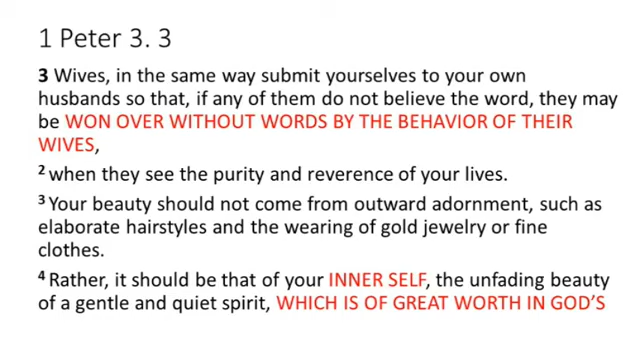 1 Peter 3. 3
3 Wives, in the same way submit yourselves to your own
husbands so that, if any of them do not believe the word, they may
be WON OVER WITHOUT WORDS BY THE BEHAVIOR OF THEIR
WIVES,
2 when they see the purity and reverence of your lives.
3 Your beauty should not come from outward adornment, such as
elaborate hairstyles and the wearing of gold jewelry or fine
clothes.
4 Rather, it should be that of your INNER SELF, the unfading beauty
of a gentle and quiet spirit, WHICH IS OF GREAT WORTH IN GOD’S